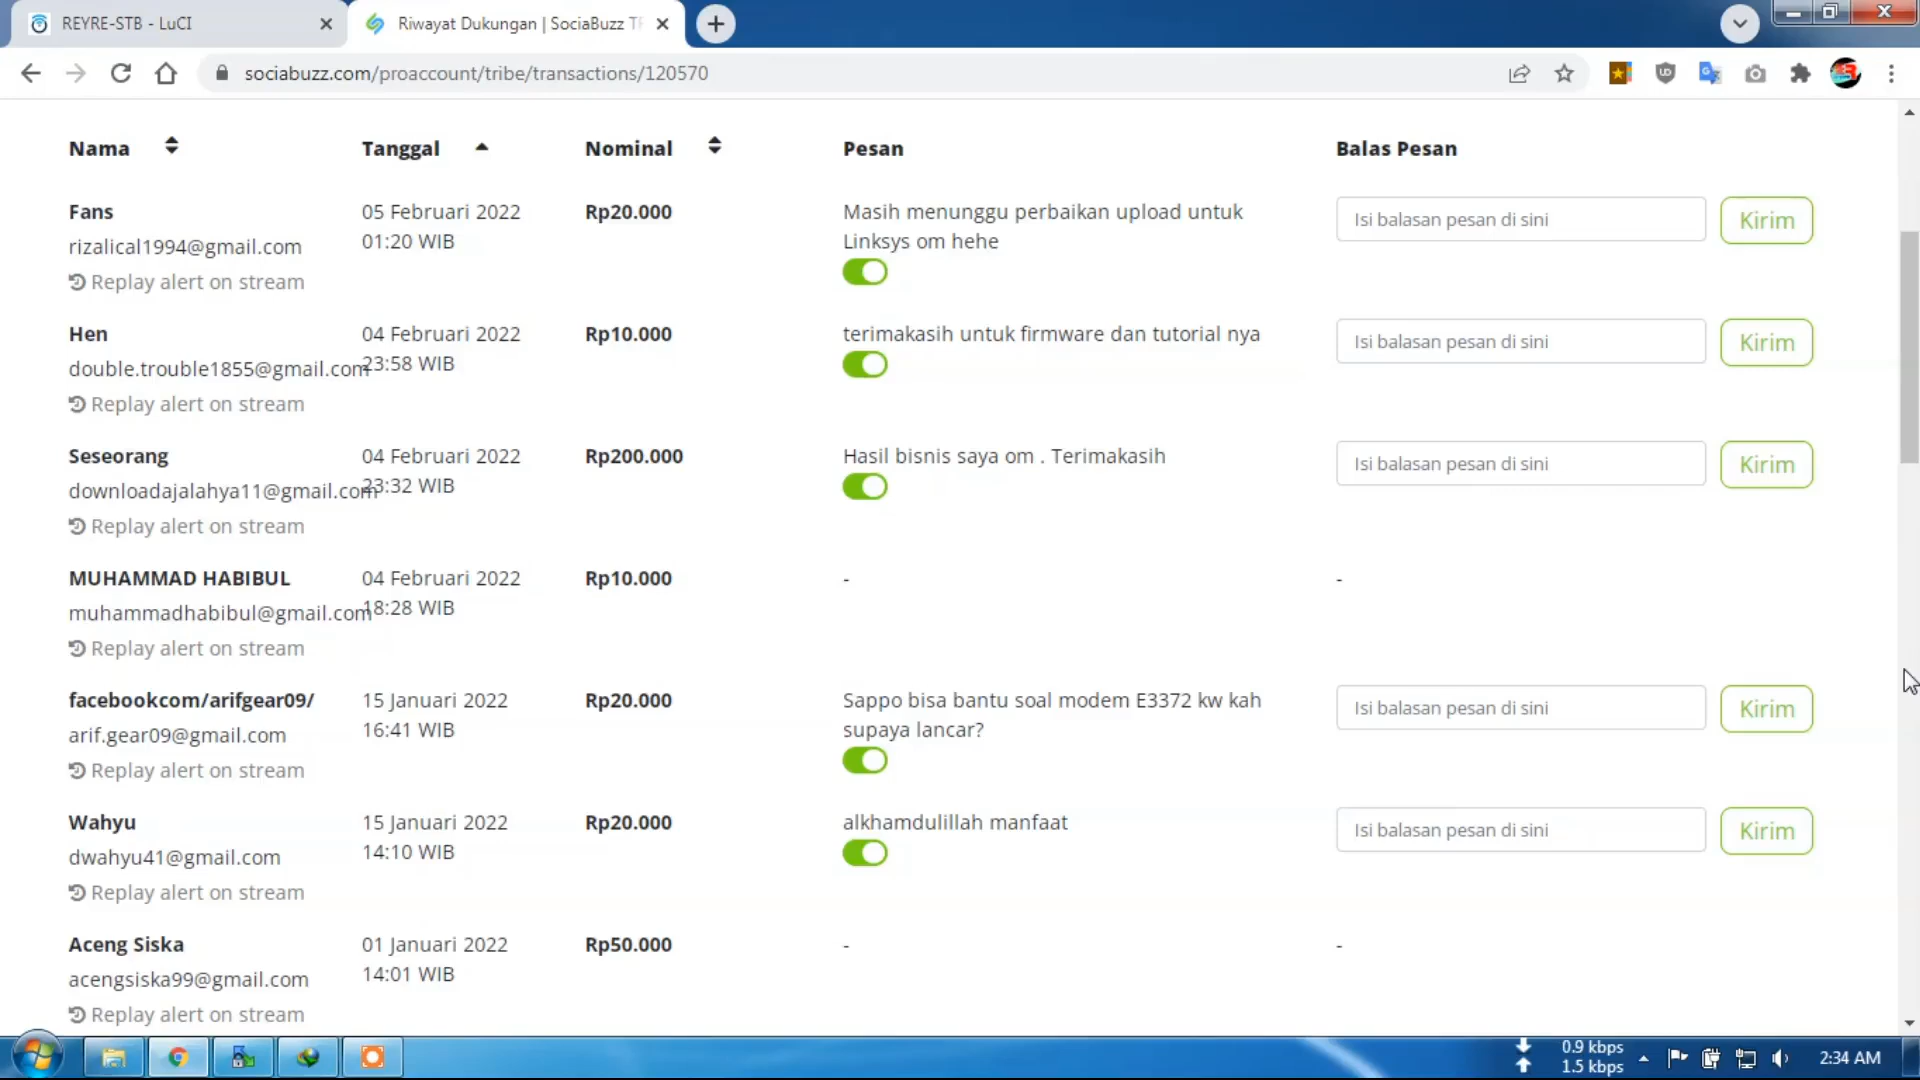 REYRE-STB - LuCI
Riwayat Dukungan | SociaBuzz
sociabuzz.com/proaccount/tribe/transactions/120570
Nama Tanggal Nominal Pesan Balas Pesan
Fans 05 Februari 2022 Rp20.000 Masih menunggu perbaikan upload untuk Isi balasan pesan di sini Kirim
rizalical1994@gmail.com 01:20 WIB Linksys om hehe
Replay alert on stream
Hen 04 Februari 2022 Rp10.000 terimakasih untuk firmware dan tutorial nya Isi balasan pesan di sini Kirim
double.trouble1855@gmail.com 23:58 WIB
Replay alert on stream
Seseorang 04 Februari 2022 Rp200.000 Hasil bisnis saya om . Terimakasih Isi balasan pesan di sini Kirim
downloadajalahya11@gmail.com 23:32 WIB
Replay alert on stream
MUHAMMAD HABIBUL 04 Februari 2022 Rp10.000 - -
muhammadhabibul@gmail.com 18:28 WIB
Replay alert on stream
facebookcom/arifgear09/ 15 Januari 2022 Rp20.000 Sappo bisa bantu soal modem E3372 kw kah Isi balasan pesan di sini Kirim
arif.gear09@gmail.com 16:41 WIB supaya lancar?
Replay alert on stream
Wahyu 15 Januari 2022 Rp20.000 alkhamdulillah manfaat Isi balasan pesan di sini Kirim
dwahyu41@gmail.com 14:10 WIB
Replay alert on stream
Aceng Siska 01 Januari 2022 Rp50.000 - -
acengsiska99@gmail.com 14:01 WIB
Replay alert on stream
0.9 kbps
1.5 kbps
2:34 AM